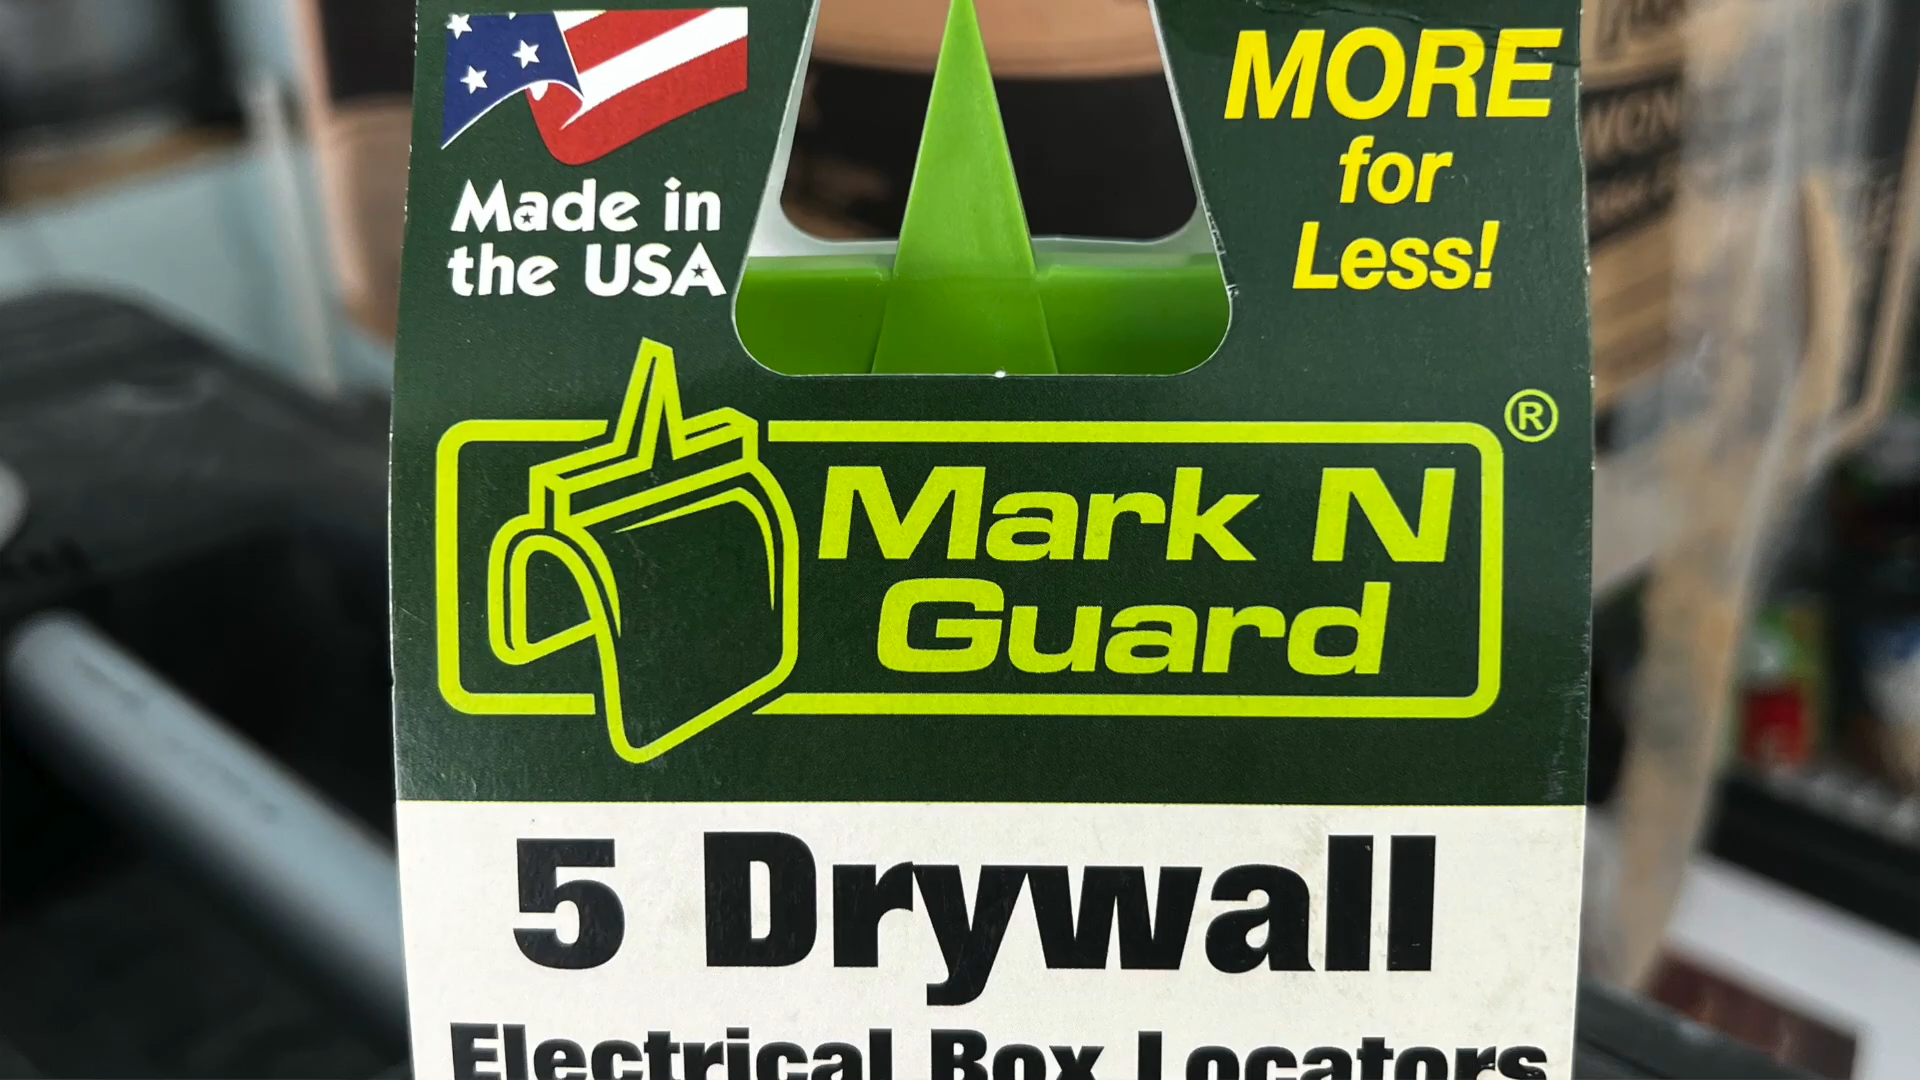 Made in
the USA
MORE
for
Less!
Mark N
Guard
®
5 Drywall
Electrical Box Locators